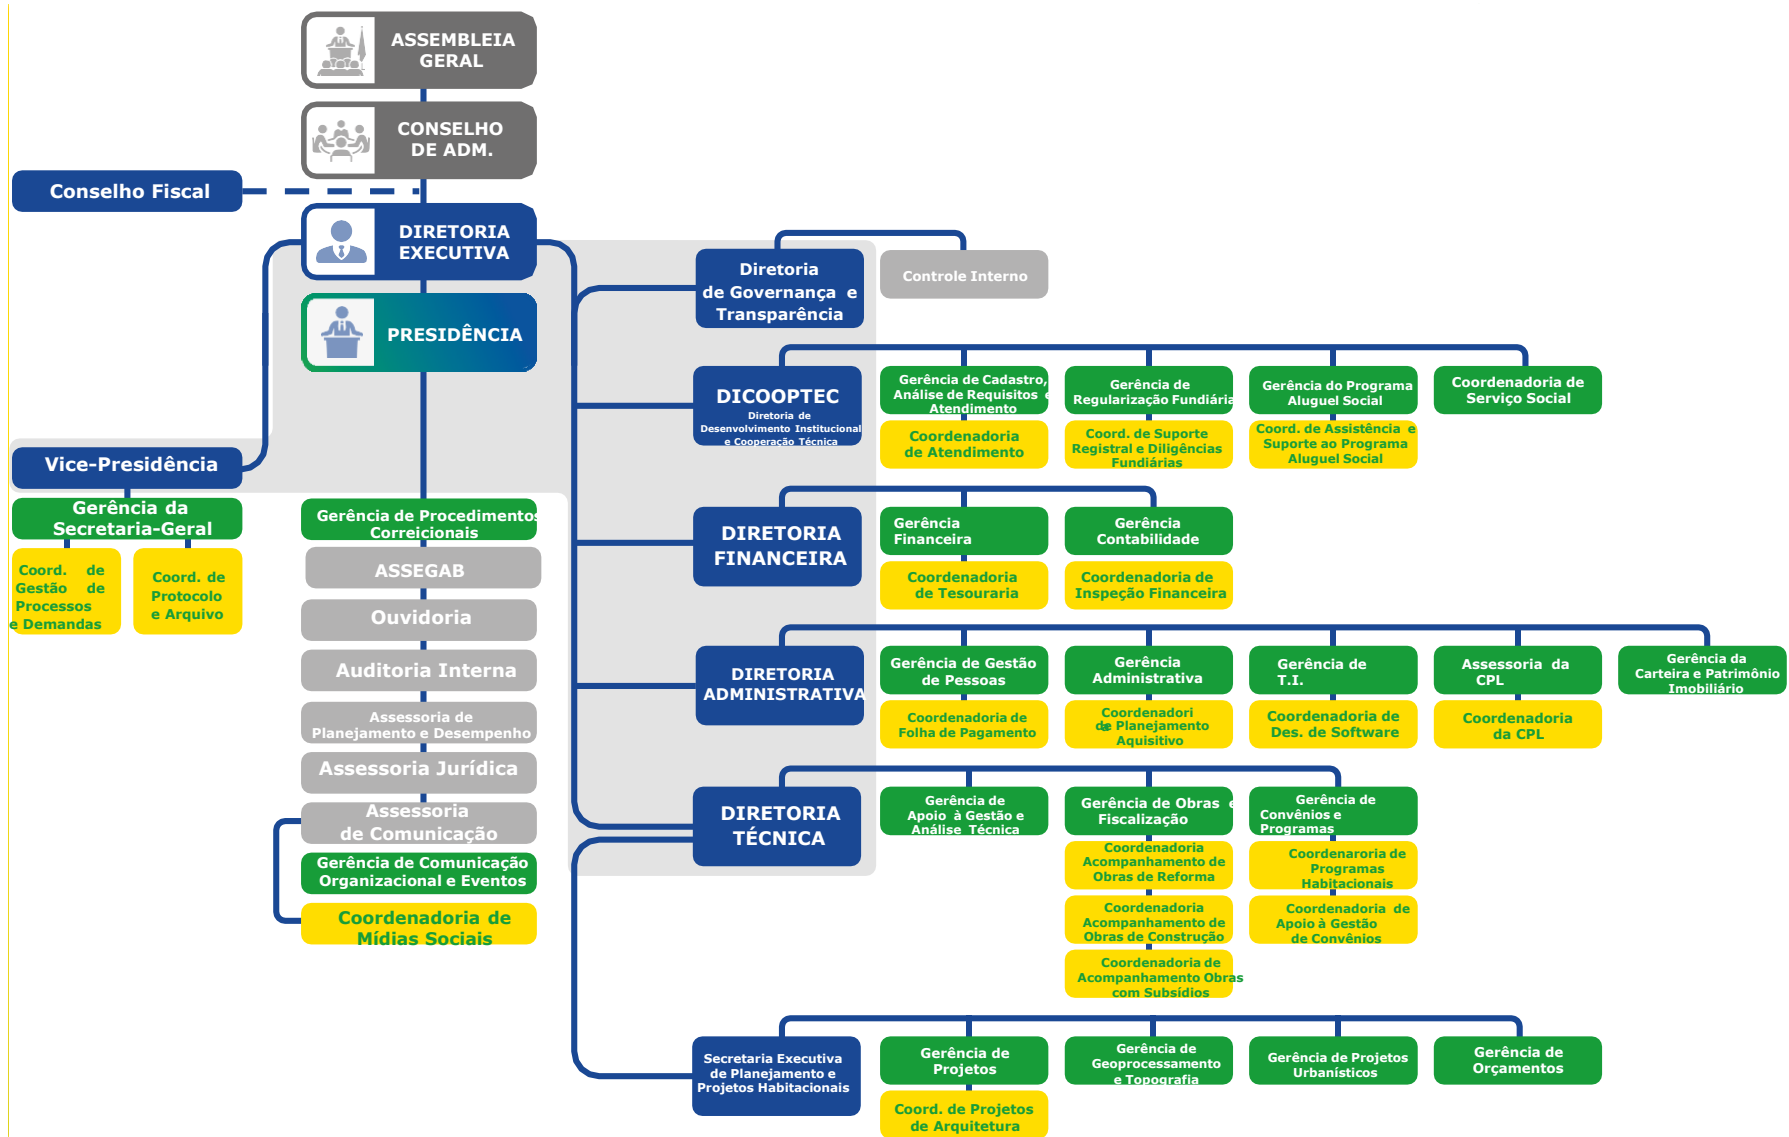 ASSEMBLEIA
GERAL
CONSELHO
DE ADM.
Conselho Fiscal
DIRETORIA
EXECUTIVA
PRESIDÊNCIA
Vice-Presidência
Gerência da
Secretaria-Geral
Coord. de
Gestão de
Processos
e Demandas
Coord. de
Protocolo
e Arquivo
Gerência de Procedimentos
Correicionais
ASSEGAB
Ouvidoria
Auditoria Interna
Assessoria de
Planejamento e Desempenho
Assessoria Jurídica
Assessoria
de Comunicação
Gerência de Comunicação
Organizacional e Eventos
Coordenadoria de
Mídias Sociais
Diretoria
de Governança e
Transparência
Controle Interno
DICOOPTEC
Diretoria de
Desenvolvimento Institucional
e Cooperação Técnica
Gerência de Cadastro,
Análise de Requisitos e
Atendimento
Coordenadoria
de Atendimento
Gerência de
Regularização Fundiária
Coord. de Suporte
Registral e Diligências
Fundiárias
Gerência do Programa
Aluguel Social
Coord. de Assistência e
Suporte ao Programa
Aluguel Social
Coordenadoria de
Serviço Social
DIRETORIA
FINANCEIRA
Gerência
Financeira
Coordenadoria
de Tesouraria
Gerência
Contabilidade
Coordenadoria de
Inspeção Financeira
DIRETORIA
ADMINISTRATIVA
Gerência de Gestão
de Pessoas
Coordenadoria de
Folha de Pagamento
Gerência
Administrativa
Coordenadori
a
de Planejamento
Aquisitivo
Gerência de
T.I.
Coordenadoria de
Des. de Software
Assessoria da
CPL
Coordenadoria
da CPL
Gerência da
Carteira e Patrimônio
Imobiliário
DIRETORIA
TÉCNICA
Gerência de
Apoio à Gestão e
Análise Técnica
Gerência de Obras e
Fiscalização
Coordenadoria
Acompanhamento de
Obras de Reforma
Coordenadoria
Acompanhamento de
Obras de Construção
Coordenadoria de
Acompanhamento Obras
com Subsídios
Gerência de
Convênios e
Programas
Coordenaroria de
Programas
Habitacionais
Coordenadoria de
Apoio à Gestão
de Convênios
Secretaria Executiva
de Planejamento e
Projetos Habitacionais
Gerência de
Projetos
Coord. de Projetos
de Arquitetura
Gerência de
Geoprocessamento
e Topografia
Gerência de Projetos
Urbanísticos
Gerência de
Orçamentos